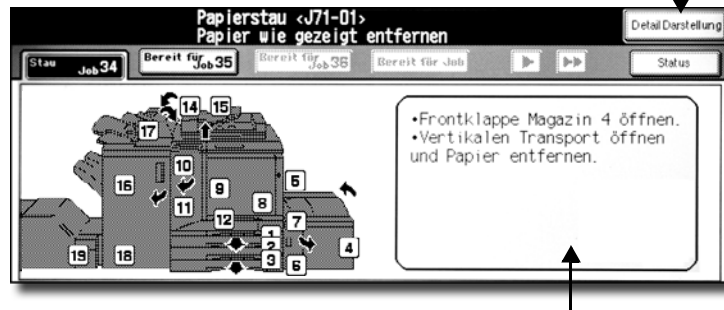 Papierstau <J71-01>
Papier wie gezeigt entfernen
Detail Darstellung
Stau Job 34
Bereit für Job 35
Bereit für Job 36
Bereit für Job
Status
14 15
17
10
16 9 5
11 8
12 7
1
2 4
3
19 18 6
•Frontklappe Magazin 4 öffnen.
•Vertikalen Transport öffnen
und Papier entfernen.